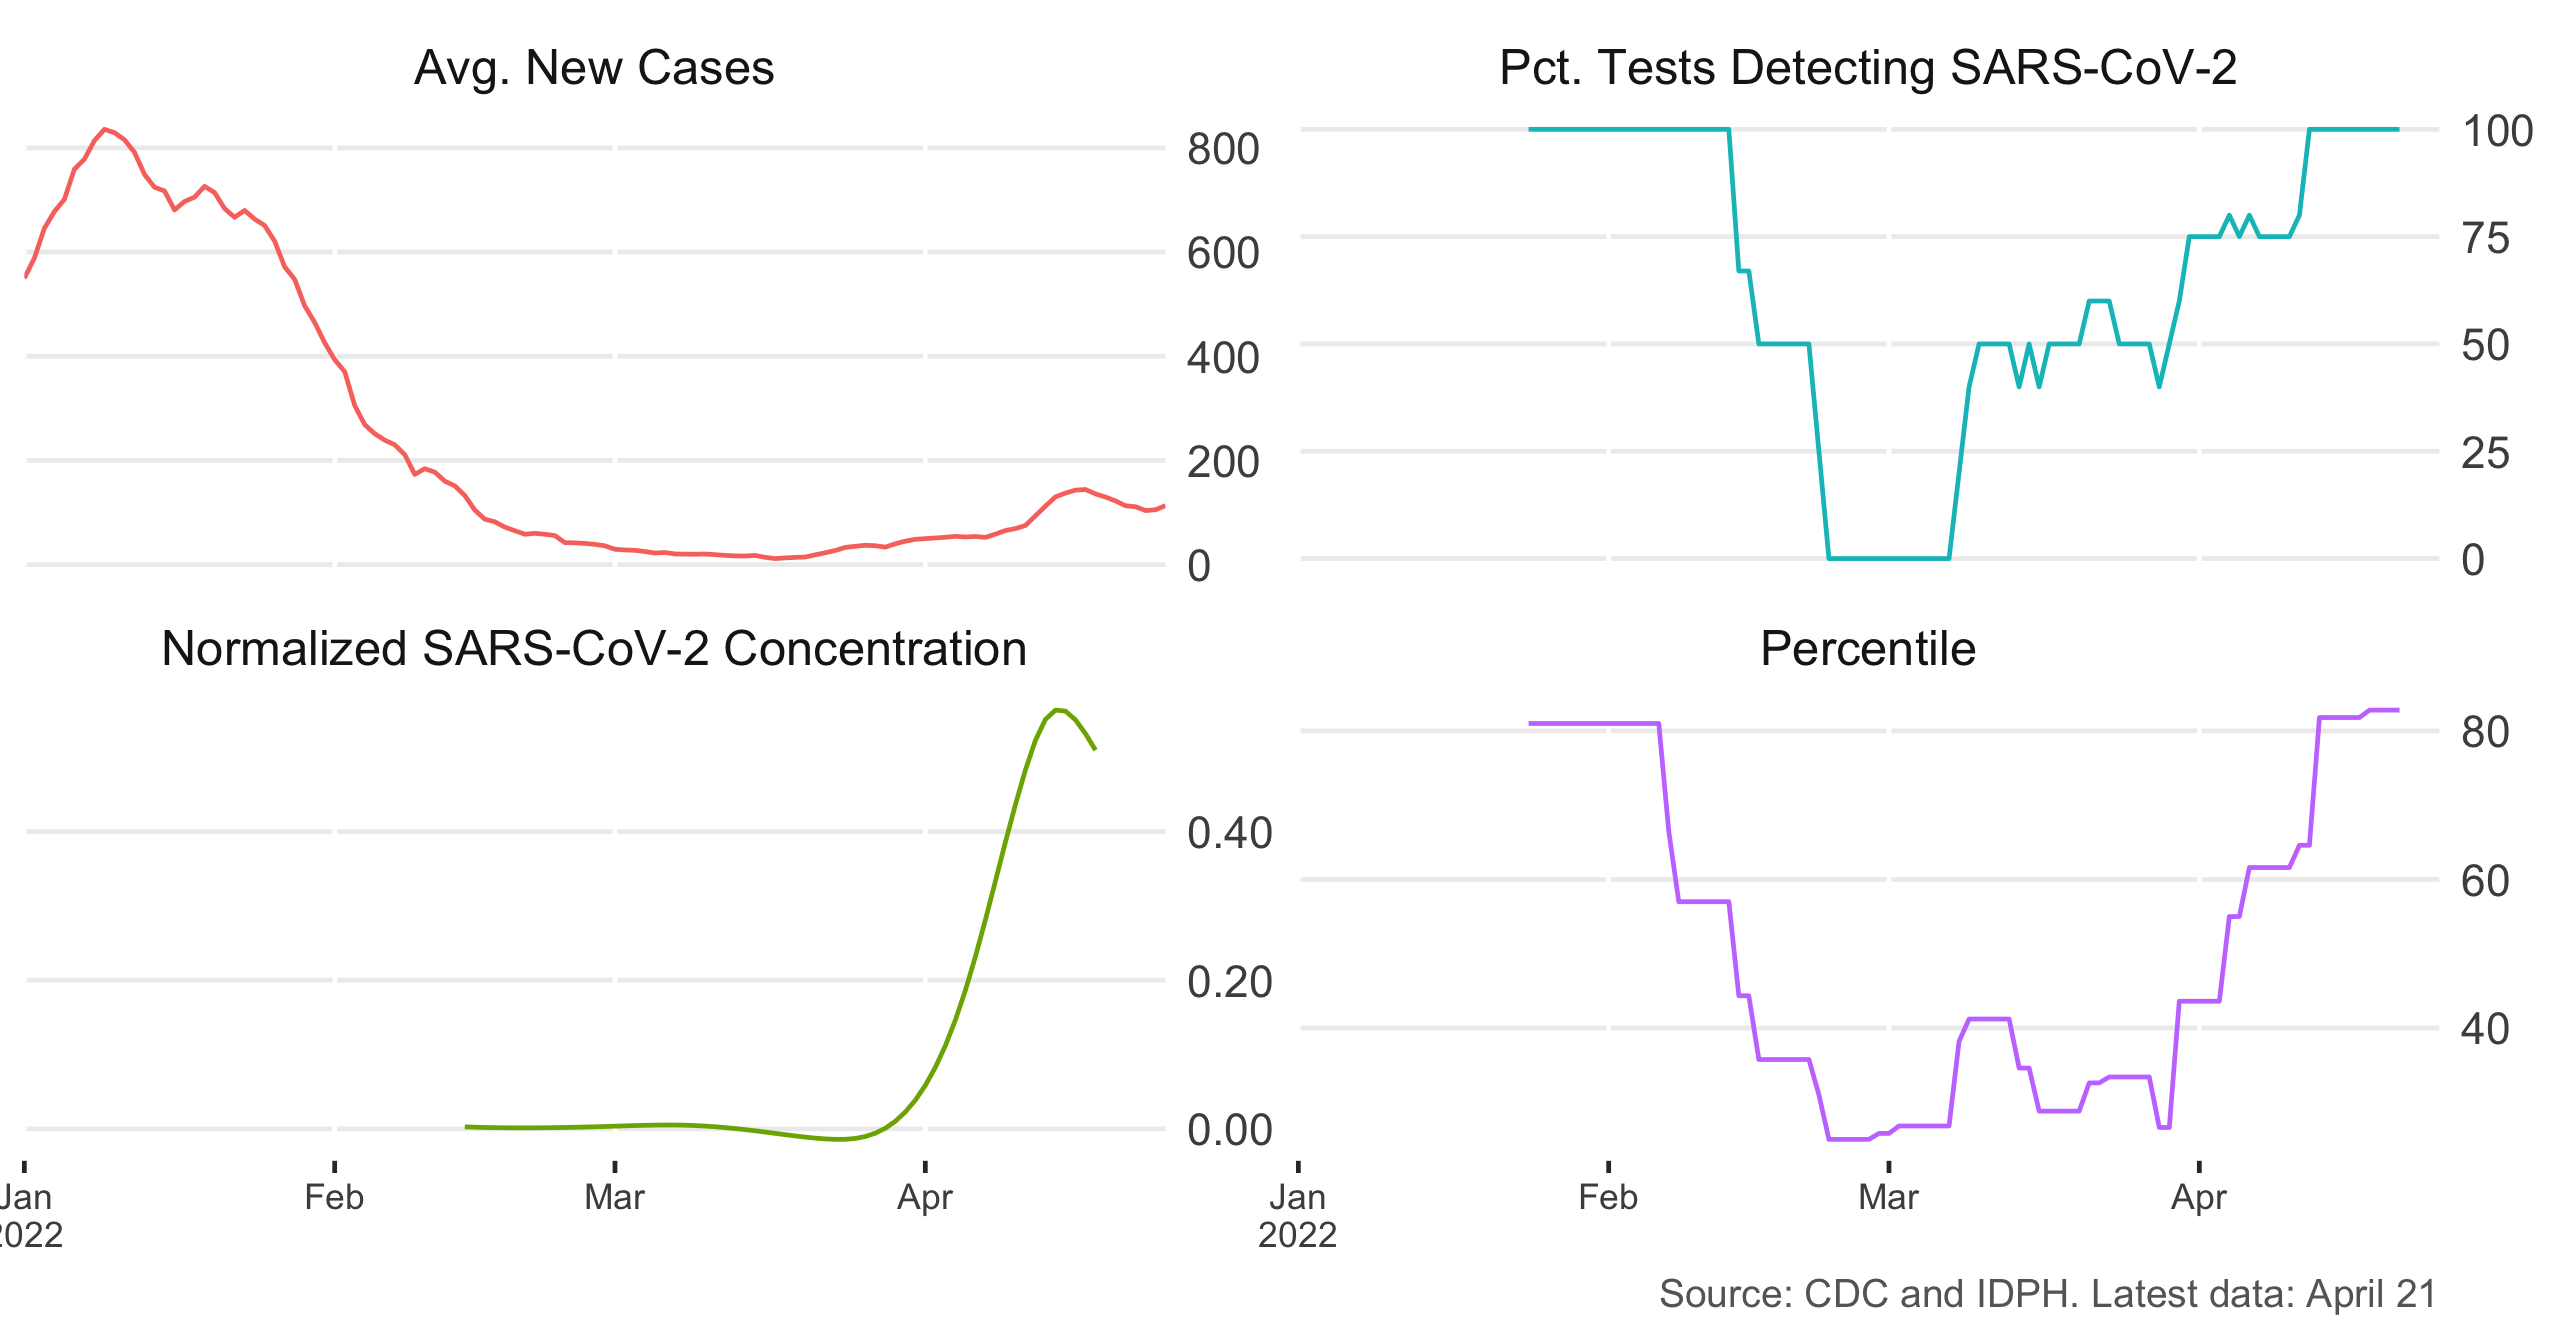 Avg. New Cases
800
600
400
200
0
Pct. Tests Detecting SARS-CoV-2
100
75
50
25
0
Normalized SARS-CoV-2 Concentration
0.40
0.20
0.00
Jan Feb Mar Apr
2022
Percentile
80
60
40
Jan Feb Mar Apr
2022
Source: CDC and IDPH. Latest data: April 21